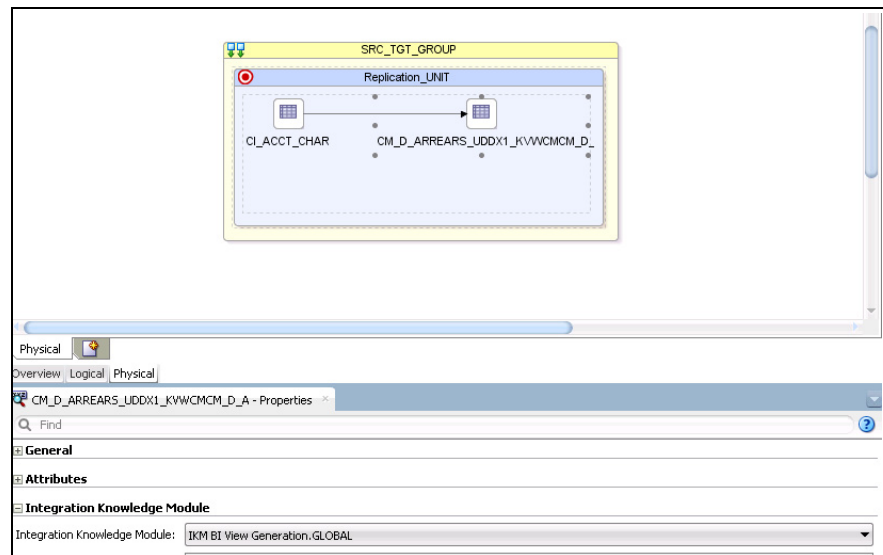 SRC_TGT_GROUP
Replication_UNIT
CI_ACCT_CHAR CM_D_ARREARS_UDDX1_KVWCMCM_D_
Physical
Overview Logical Physical
CM_D_ARREARS_UDDX1_KVWCMCM_D_A - Properties
Find
General
Attributes
Integration Knowledge Module
Integration Knowledge Module: IKM BI View Generation.GLOBAL